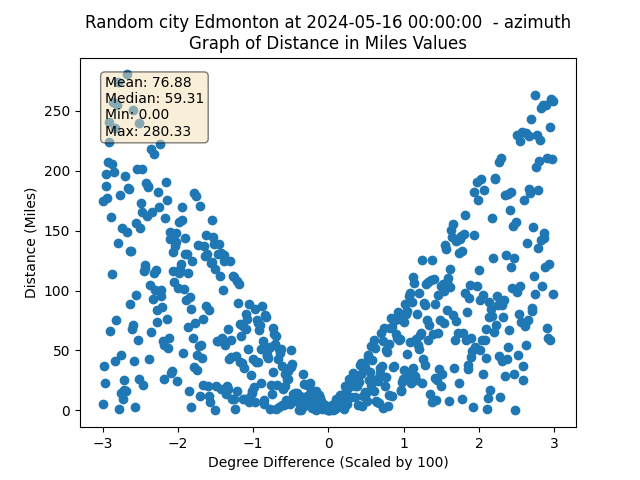 Random city Edmonton at 2024-05-16 00:00:00  - azimuth
Graph of Distance in Miles Values
Mean: 76.88
Median: 59.31
Min: 0.00
Max: 280.33
Distance (Miles)
250
200
150
100
50
0
−3 −2 −1 0 1 2 3
Degree Difference (Scaled by 100)